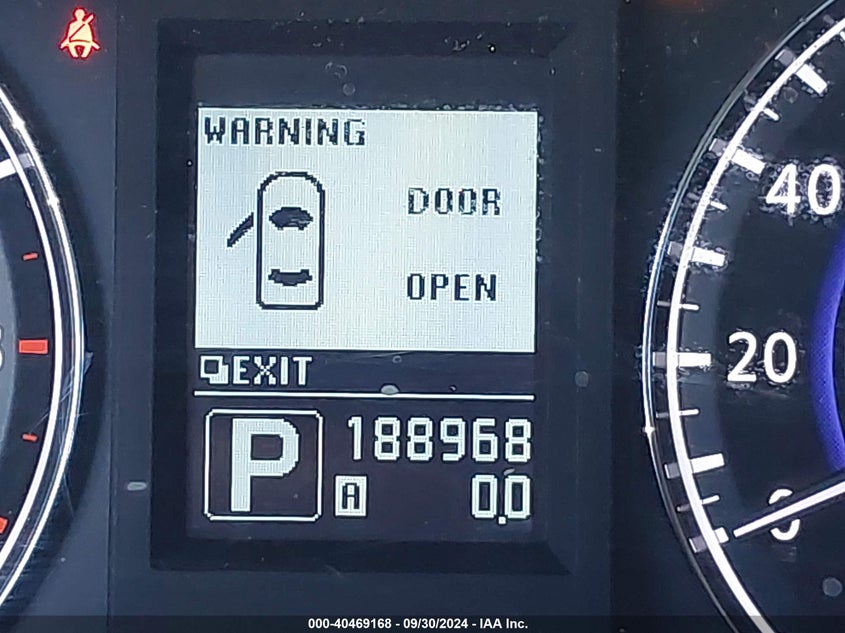 WARNING
DOOR
OPEN
EXIT
P
188968
A
0.0
40
20
0
000-40469168 - 09/30/2024 - IAA Inc.